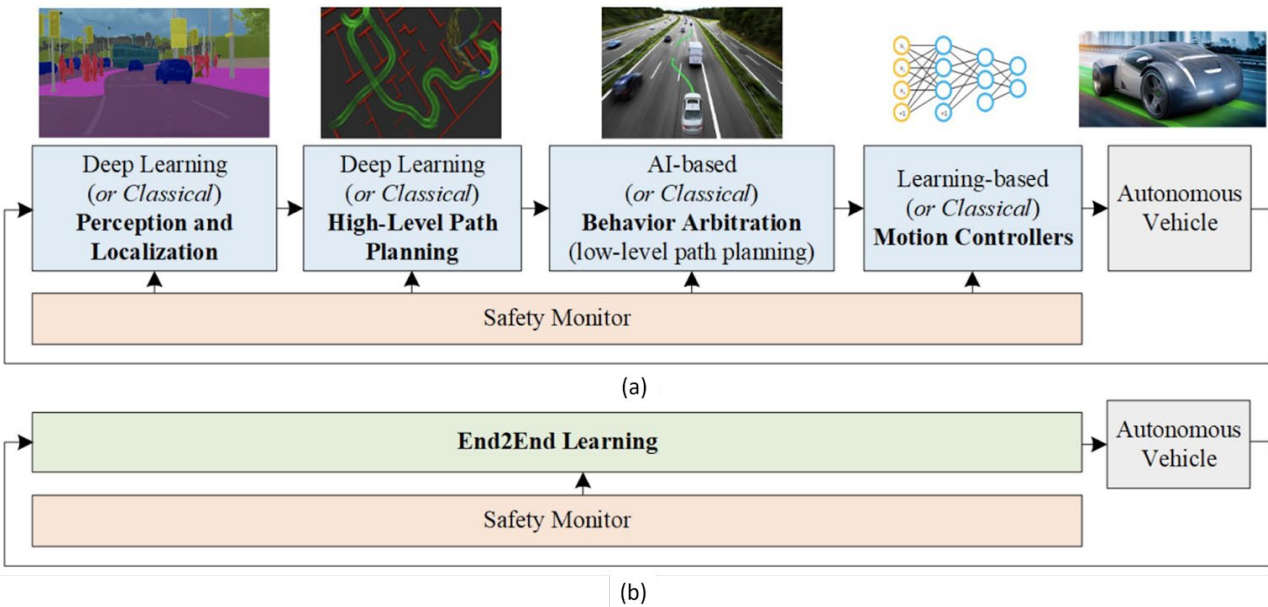 Deep Learning
(or Classical)
Perception and
Localization
Deep Learning
(or Classical)
High-Level Path
Planning
AI-based
(or Classical)
Behavior Arbitration
(low-level path planning)
Learning-based
(or Classical)
Motion Controllers
Autonomous
Vehicle
Safety Monitor
(a)
End2End Learning
Autonomous
Vehicle
Safety Monitor
(b)